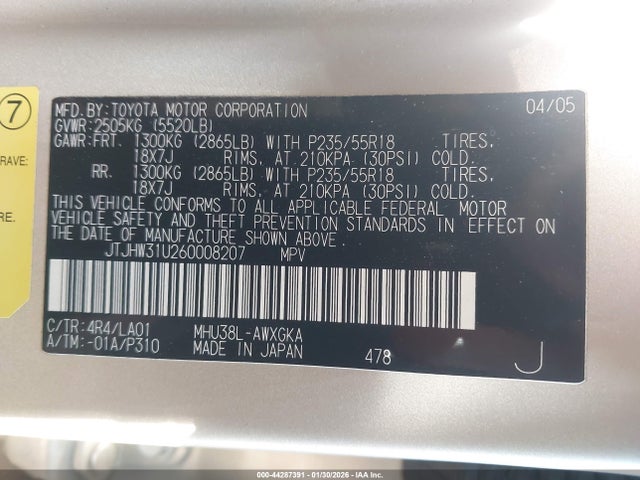 7
RAVE:
RE.
MFD.BY:TOYOTA MOTOR CORPORATION 04/05
GVWR:2505KG (5520LB)
GAWR:FRT. 1300KG (2865LB) WITH P235/55R18 TIRES,
18X7J RIMS, AT 210KPA (30PSI) COLD.
RR. 1300KG (2865LB) WITH P235/55R18 TIRES,
18X7J RIMS, AT 210KPA (30PSI) COLD.
THIS VEHICLE CONFORMS TO ALL APPLICABLE FEDERAL MOTOR
VEHICLE SAFETY AND THEFT PREVENTION STANDARDS IN EFFECT ON
THE DATE OF MANUFACTURE SHOWN ABOVE.
JTJHW31U260008207 MPV
C/TR:4R4/LA01 MHU38L-AWXGKA
A/TM:-01A/P310 MADE IN JAPAN 478 J
000-44287391 - 01/30/2026 - IAAI Inc.